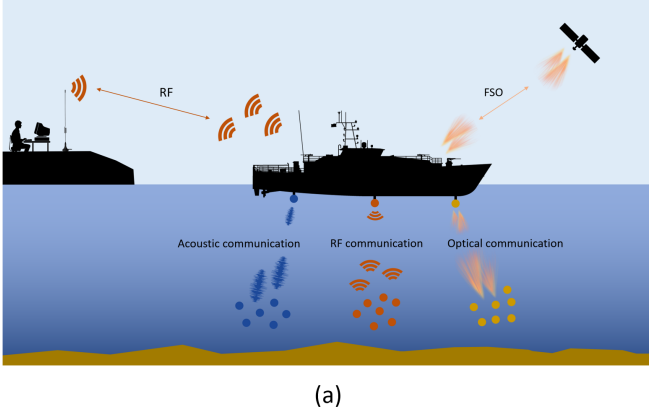 RF
FSO
Acoustic communication
RF communication
Optical communication
(a)